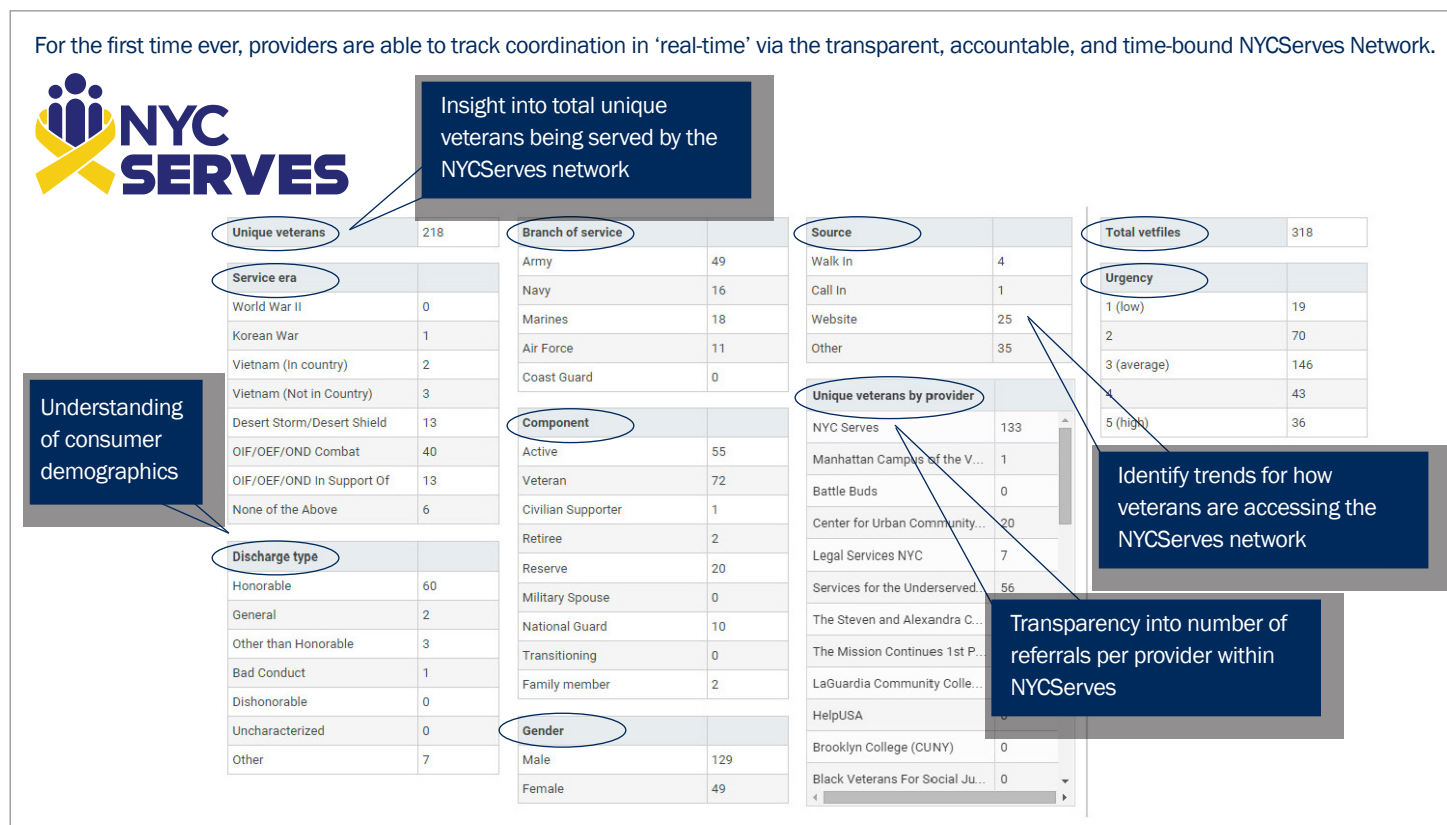 For the first time ever, providers are able to track coordination in ‘real-time’ via the transparent, accountable, and time-bound NYCServes Network.
NYC
SERVES
Insight into total unique
veterans being served by the
NYCServes network
Unique veterans 218
Service era
World War II 0
Korean War 1
Vietnam (In country) 2
Vietnam (Not in Country) 3
Desert Storm/Desert Shield 13
OIF/OEF/OND Combat 40
OIF/OEF/OND In Support Of 13
None of the Above 6
Understanding
of consumer
demographics
Discharge type
Honorable 60
General 2
Other than Honorable 3
Bad Conduct 1
Dishonorable 0
Uncharacterized 0
Other 7
Branch of service
Army 49
Navy 16
Marines 18
Air Force 11
Coast Guard 0
Component
Active 55
Veteran 72
Civilian Supporter 1
Retiree 2
Reserve 20
Military Spouse 0
National Guard 10
Transitioning 0
Family member 2
Gender
Male 129
Female 49
Source
Walk In 4
Call In 1
Website 25
Other 35
Unique veterans by provider
NYC Serves 133
Manhattan Campus of the V... 1
Battle Buds 0
Center for Urban Community... 20
Legal Services NYC 7
Services for the Underserved... 56
The Steven and Alexandra C...
The Mission Continues 1st P...
LaGuardia Community Colle...
HelpUSA
Brooklyn College (CUNY) 0
Black Veterans For Social Ju... 0
Transparency into number of
referrals per provider within
NYCServes
Total vetfiles 318
Urgency
1 (low) 19
2 70
3 (average) 146
4 43
5 (high) 36
Identify trends for how
veterans are accessing the
NYCServes network